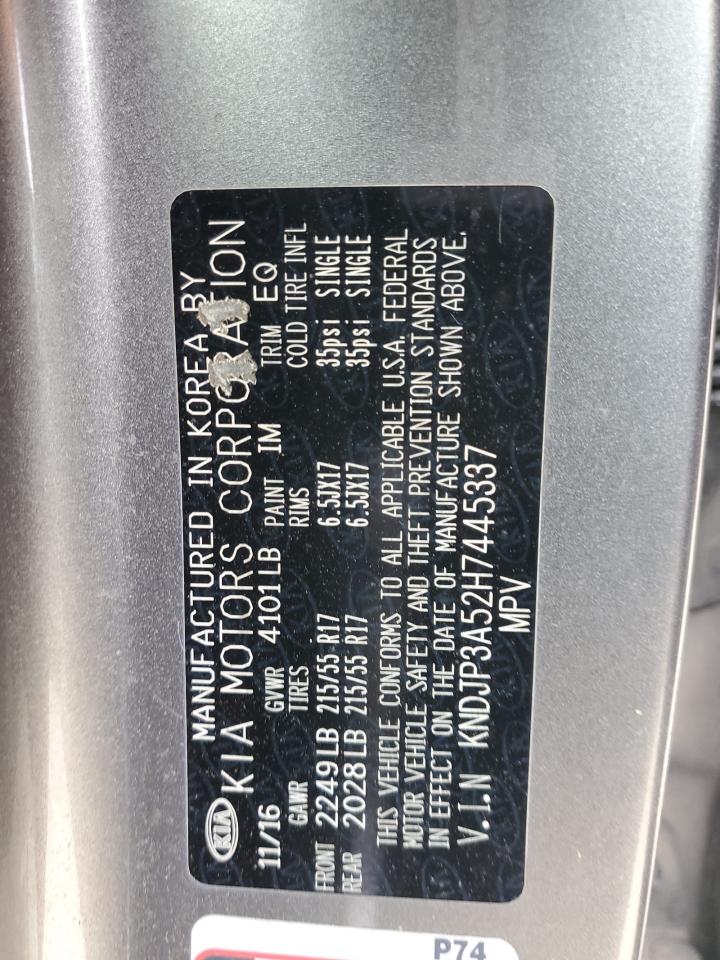 KIA MANUFACTURED IN KOREA BY
KIA MOTORS CORPORATION
11/16 GVWR 4101LB PAINT IM TRIM EQ
GAWR TIRES RIMS COLD TIRE INFL
FRONT 2249LB 215/55 R17 6.5JX17 35psi SINGLE
REAR 2028LB 215/55 R17 6.5JX17 35psi SINGLE
THIS VEHICLE CONFORMS TO ALL APPLICABLE U.S.A. FEDERAL
MOTOR VEHICLE SAFETY AND THEFT PREVENTION STANDARDS
IN EFFECT ON THE DATE OF MANUFACTURE SHOWN ABOVE.
V.I.N KNDJP3A52H7445337
MPV
P74